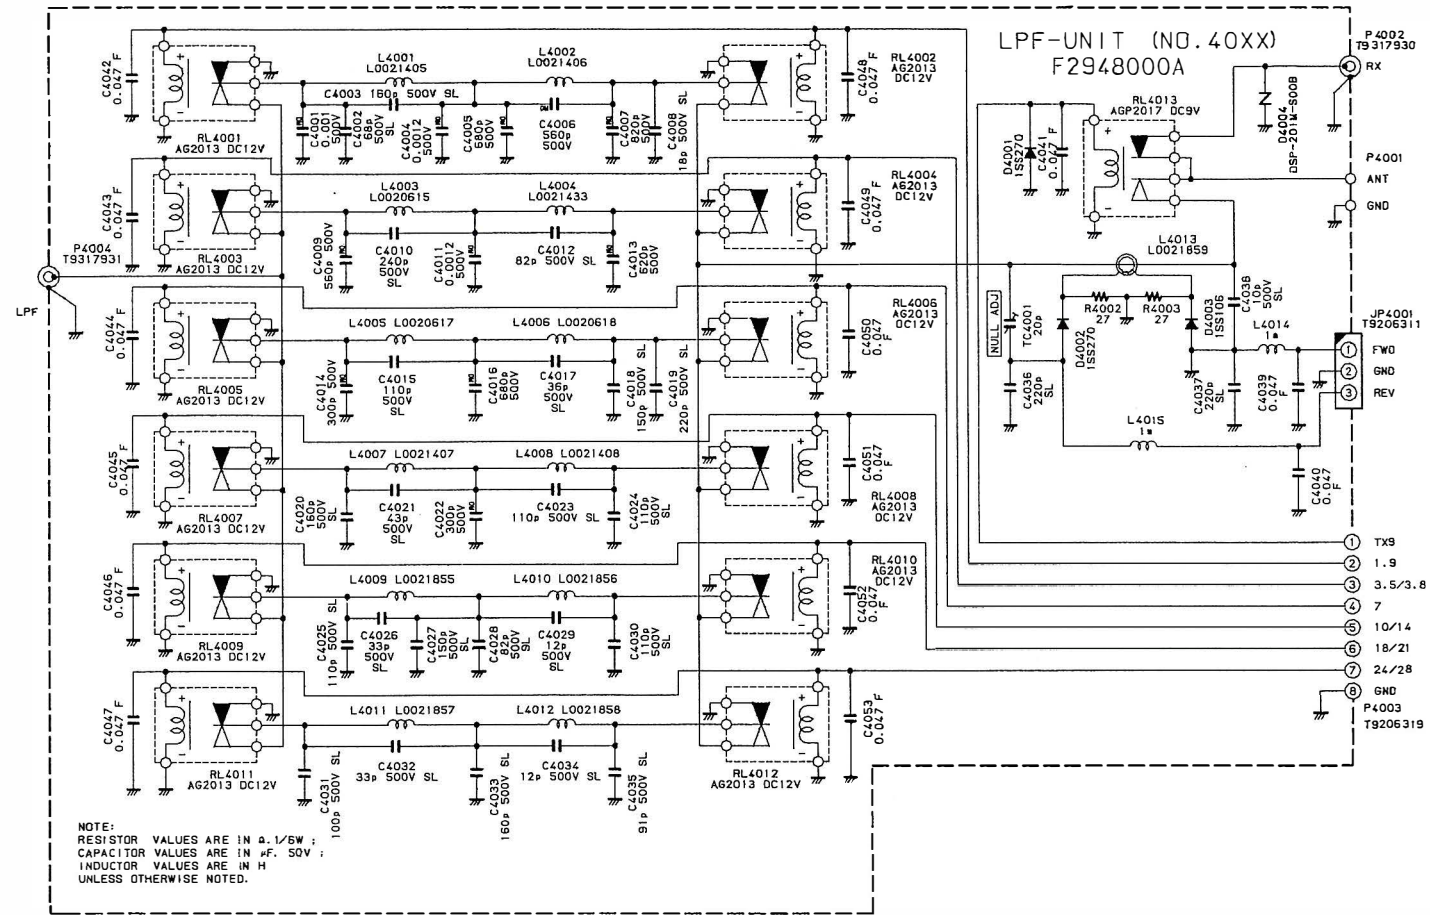 LPF-UNIT (NO.40XX)
F2948000A
P4002
T9317930
RX
P4001
ANT
GND
JP4001
T9206311
1 FWD
2 GND
3 REV
1 TX9
2 1.9
3 3.5/3.8
4 7
5 10/14
6 18/21
7 24/28
8 GND
P4003
T9206319
P4004
T9317931
LPF
C4042
0.047 F
RL4001
AG2013 DC12V
L4001
L0021405
L4002
L0021406
C4003 160p 500V SL
C4001
0.001
500V
C4002
68p
500V
SL
C4004
0.0012
500V
C4005
680p
500V
C4006
560p
500V
C4007
820p
500V
C4008
18p 500V SL
C4048
0.047 F
RL4002
AG2013
DC12V
C4043
0.047 F
RL4003
AG2013 DC12V
L4003
L0020615
L4004
L0021433
C4009
560p 500V
C4010
240p
500V
SL
C4011
0.0012
500V
C4012
82p 500V SL
C4013
620p
500V
C4049
0.047 F
RL4004
A62013
DC12V
C4044
0.047 F
RL4005
AG2013 DC12V
L4005 L0020617
L4006 L0020618
C4014
300p 500V
C4015
110p
500V
SL
C4016
680p
500V
C4017
36p
500V
SL
C4018
150p 500V SL
C4019
220p 500V SL
C4050
0.047
F
RL4006
AG2013
DC12V
C4045
0.047 F
RL4007
AG2013 DC12V
L4007 L0021407
L4008 L0021408
C4020
160p
500V
SL
C4021
43p
500V
SL
C4022
300p
500V
C4023
110p 500V SL
C4024
110p
500V
SL
C4051
0.047
F
RL4008
AG2013
DC12V
C4046
0.047 F
RL4009
AG2013 DC12V
L4009 L0021855
L4010 L0021856
C4025
110p 500V SL
C4026
33p
500V
SL
C4027
150p
500V
SL
C4028
82p
500V
SL
C4029
12p
500V
SL
C4030
110p
500V
SL
C4052
0.047
F
RL4010
AG2013
DC12V
C4047
0.047 F
RL4011
AG2013 DC12V
L4011 L0021857
L4012 L0021858
C4031
100p 500V SL
C4032
33p 500V SL
C4033
160p 500V SL
C4034
12p 500V SL
C4035
91p 500V SL
C4053
0.047 F
RL4012
AG2013 DC12V
RL4013
AGP2017 DC9V
D4001
1SS270
C4041
0.047 F
D4004
DSP-201M-S00B
L4013
L0021859
NULL ADJ
TC4001
20p
R4002
27
R4003
27
D4002
1SS270
D4003
1SS106
C4038
10p
500V
SL
L4014
1m
C4036
220p
SL
C4037
220p
SL
C4039
0.047
F
L4015
1m
C4040
0.047
F
NOTE:
RESISTOR VALUES ARE IN Ω. 1/6W ;
CAPACITOR VALUES ARE IN μF. 50V ;
INDUCTOR VALUES ARE IN H
UNLESS OTHERWISE NOTED.